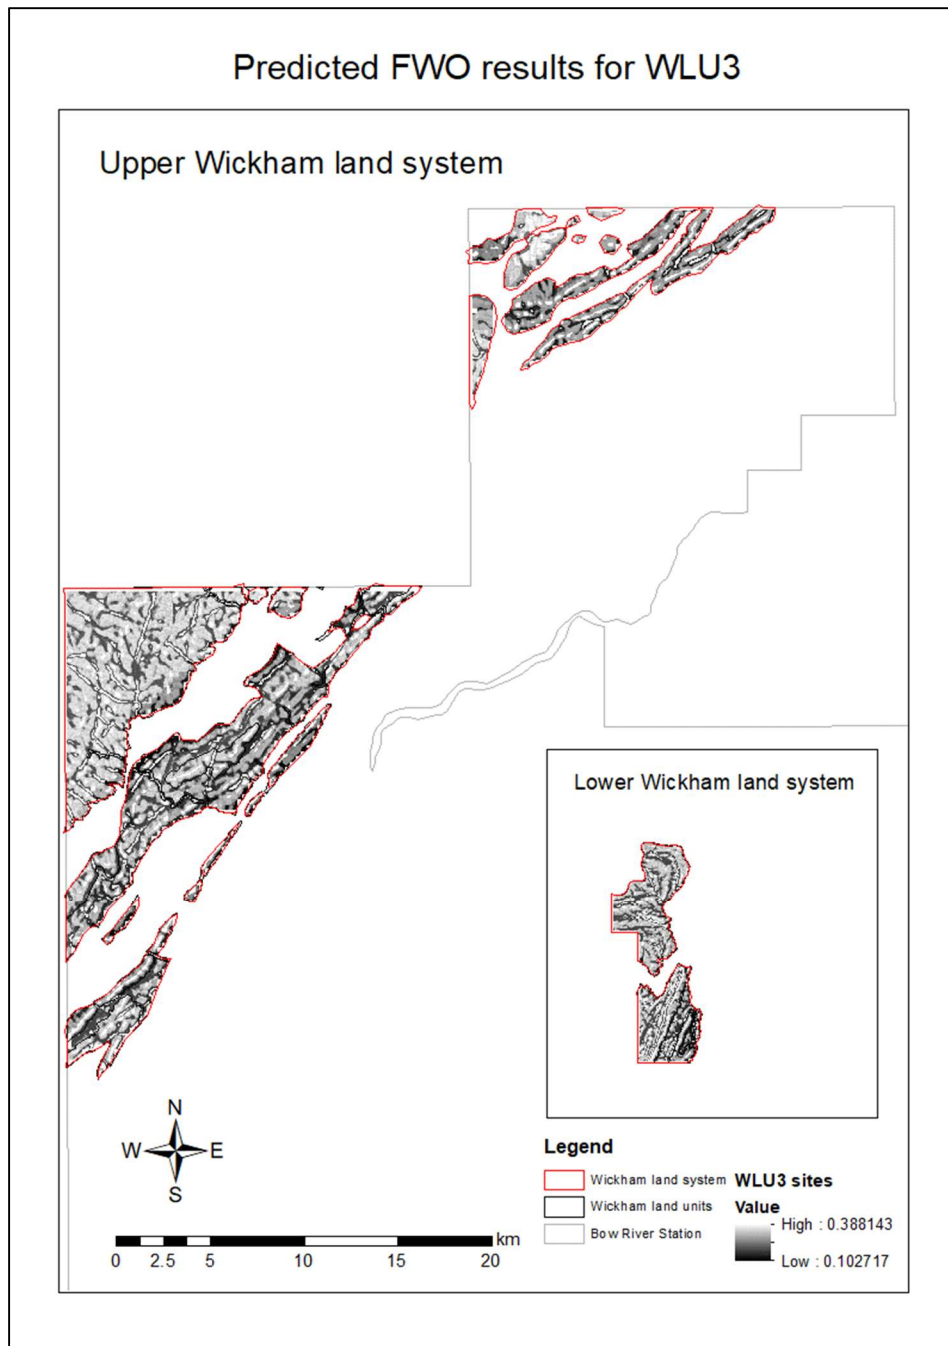 Predicted FWO results for WLU3
Upper Wickham land system
Lower Wickham land system
N
W E
S
0 2.5 5 10 15 20 km
Legend
Wickham land system
Wickham land units
Bow River Station
WLU3 sites
Value
High : 0.388143
Low : 0.102717